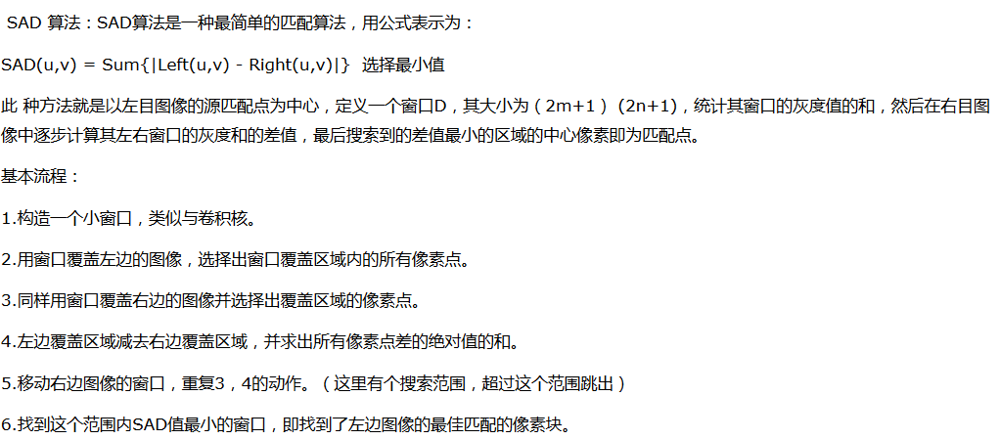 SAD 算法：SAD算法是一种最简单的匹配算法，用公式表示为：
SAD(u,v) = Sum{|Left(u,v) - Right(u,v)|}  选择最小值
此 种方法就是以左目图像的源匹配点为中心，定义一个窗口D，其大小为（2m+1） (2n+1)，统计其窗口的灰度值的和，然后在右目图
像中逐步计算其左右窗口的灰度和的差值，最后搜索到的差值最小的区域的中心像素即为匹配点。
基本流程：
1.构造一个小窗口，类似与卷积核。
2.用窗口覆盖左边的图像，选择出窗口覆盖区域内的所有像素点。
3.同样用窗口覆盖右边的图像并选择出覆盖区域的像素点。
4.左边覆盖区域减去右边覆盖区域，并求出所有像素点差的绝对值的和。
5.移动右边图像的窗口，重复3，4的动作。（这里有个搜索范围，超过这个范围跳出）
6.找到这个范围内SAD值最小的窗口，即找到了左边图像的最佳匹配的像素块。